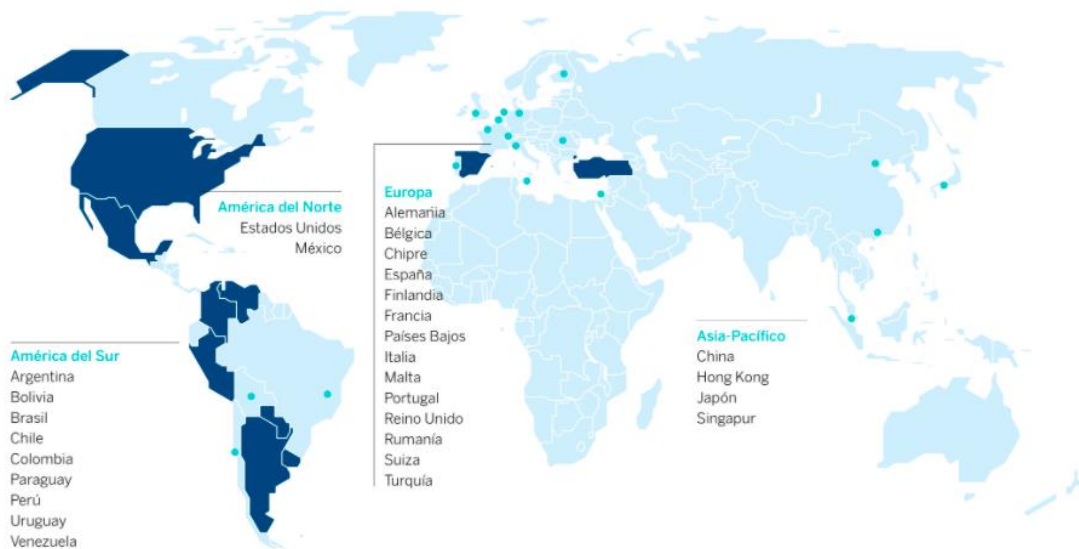 América del Norte
Estados Unidos
México
América del Sur
Argentina
Bolivia
Brasil
Chile
Colombia
Paraguay
Perú
Uruguay
Venezuela
Europa
Alemania
Bélgica
Chipre
España
Finlandia
Francia
Países Bajos
Italia
Malta
Portugal
Reino Unido
Rumanía
Suiza
Turquía
Asia-Pacífico
China
Hong Kong
Japón
Singapur